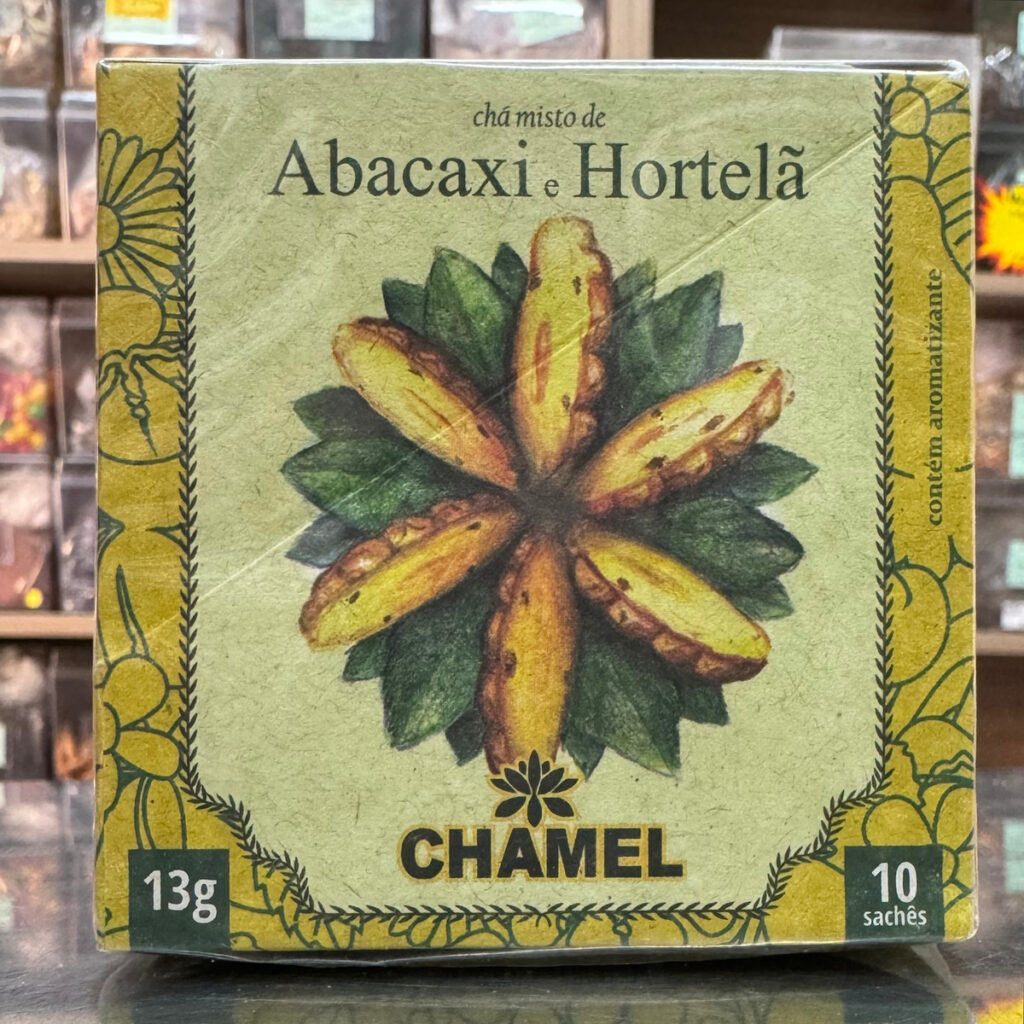 chá misto de
Abacaxi e Hortelã
contém aromatizante
CHAMEL
13g
10
sachês